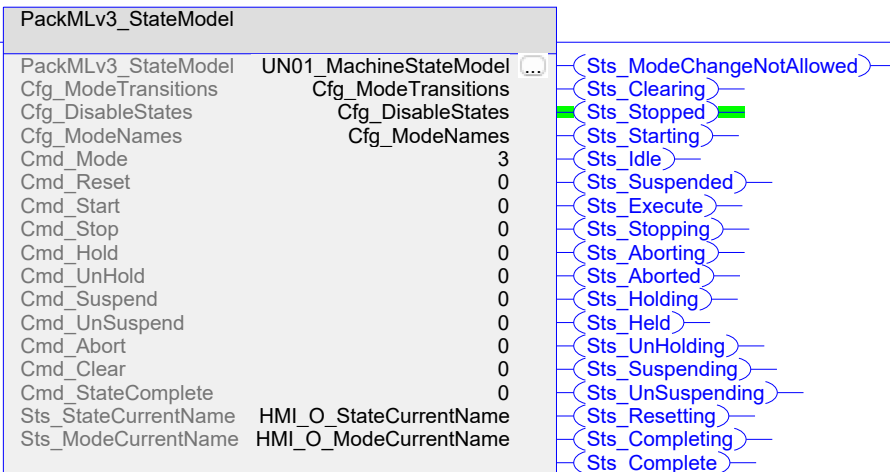 PackMLv3_StateModel
PackMLv3_StateModel UN01_MachineStateModel ... Sts_ModeChangeNotAllowed
Cfg_ModeTransitions Cfg_ModeTransitions Sts_Clearing
Cfg_DisableStates Cfg_DisableStates Sts_Stopped
Cfg_ModeNames Cfg_ModeNames Sts_Starting
Cmd_Mode 3 Sts_Idle
Cmd_Reset 0 Sts_Suspended
Cmd_Start 0 Sts_Execute
Cmd_Stop 0 Sts_Stopping
Cmd_Hold 0 Sts_Aborting
Cmd_UnHold 0 Sts_Aborted
Cmd_Suspend 0 Sts_Holding
Cmd_UnSuspend 0 Sts_Held
Cmd_Abort 0 Sts_UnHolding
Cmd_Clear 0 Sts_Suspending
Cmd_StateComplete 0 Sts_UnSuspending
Sts_StateCurrentName HMI_O_StateCurrentName Sts_Resetting
Sts_ModeCurrentName HMI_O_ModeCurrentName Sts_Completing
Sts_Complete